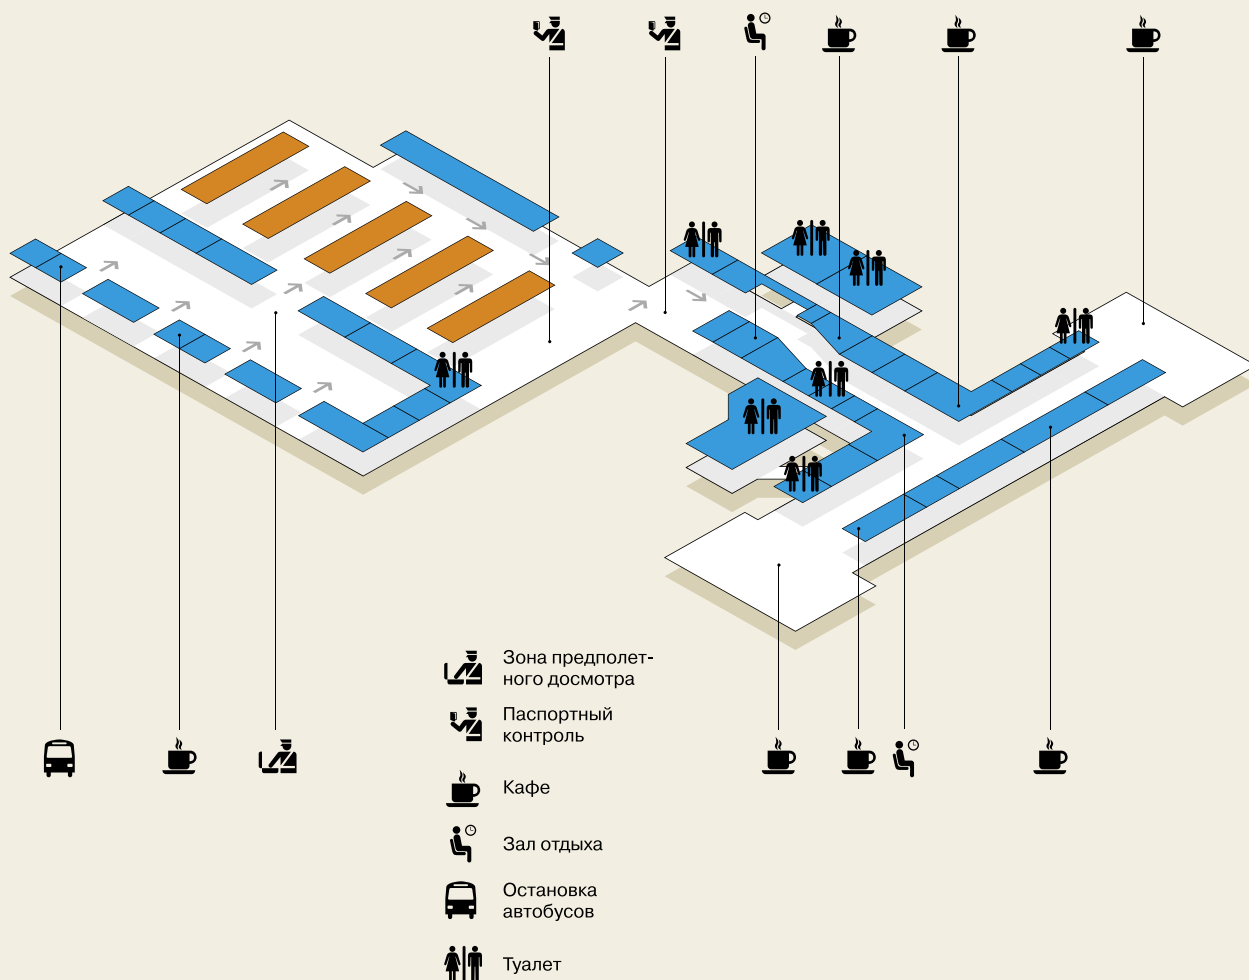 Зона предполет-
ного досмотра
Паспортный
контроль
Кафе
Зал отдыха
Остановка
автобусов
Туалет